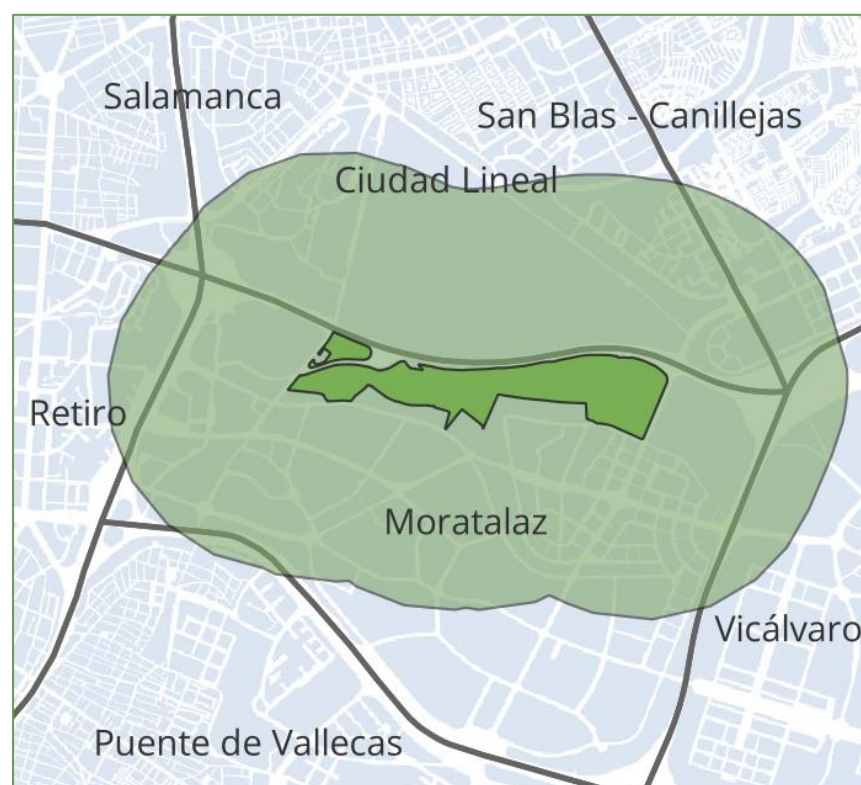 Salamanca
San Blas - Canillejas
Ciudad Lineal
Retiro
Moratalaz
Vicálvaro
Puente de Vallecas